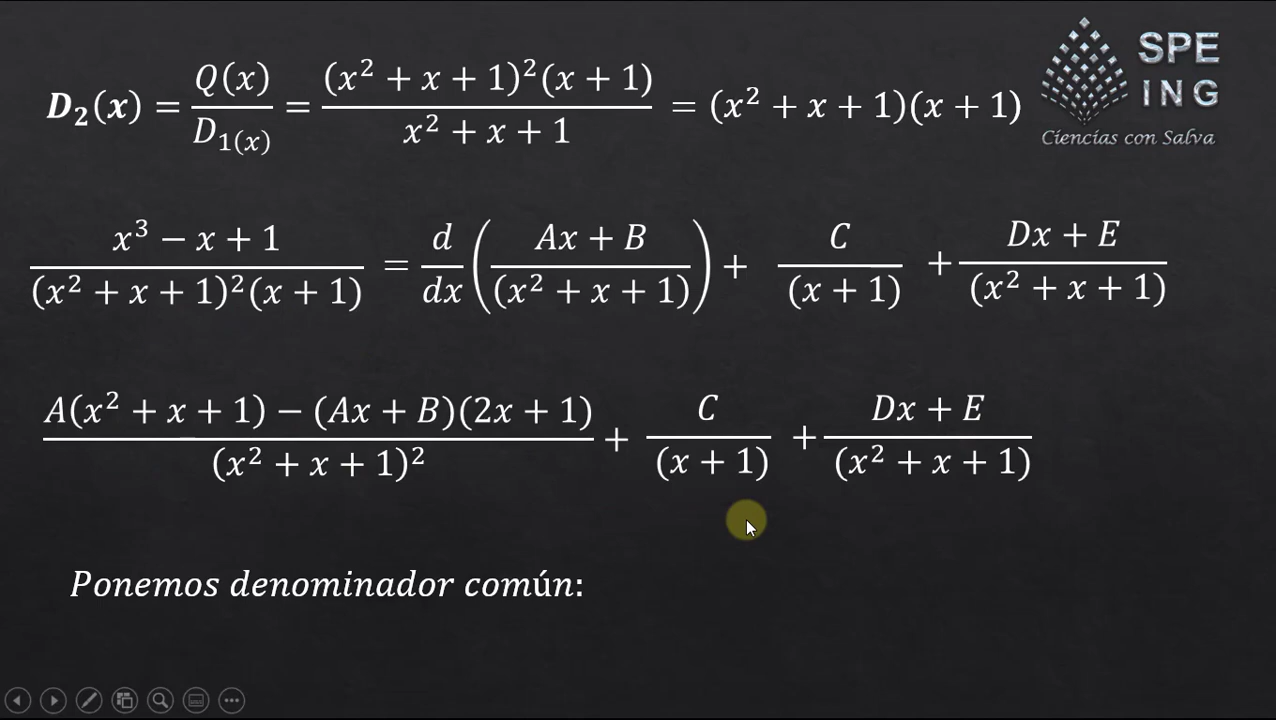 SPE
ING
Ciencias con Salva
D₂(x) = Q(x)/D₁₍ₓ₎ = (x² + x + 1)²(x + 1)/(x² + x + 1) = (x² + x + 1)(x + 1)
(x³ − x + 1)/((x² + x + 1)²(x + 1)) = d/dx((Ax + B)/(x² + x + 1)) + C/(x + 1) + (Dx + E)/(x² + x + 1)
(A(x² + x + 1) − (Ax + B)(2x + 1))/(x² + x + 1)² + C/(x + 1) + (Dx + E)/(x² + x + 1)
Ponemos denominador común: